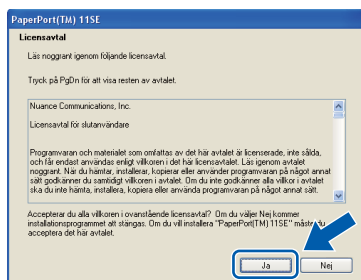 PaperPort(TM) 11SE
Licensavtal
Läs noggrant igenom följande licensavtal.
Tryck på PgDn för att visa resten av avtalet.
Nuance Communications, Inc.
Licensavtal för slutanvändare
Programvaran och materialet som omfattas av det här avtalet är licenserade, inte sålda,
och får endast användas enligt villkoren i det här licensavtalet. Läs igenom avtalet
noggrant. När du hämtar, installerar, kopierar eller använder programvaran på något annat
sätt godkänner du samtidigt villkoren i avtalet. Om du inte godkänner alla villkor i avtalet
ska du inte hämta, installera, kopiera eller använda programvaran på något annat sätt.
Accepterar du alla villkoren i ovanstående licensavtal? Om du väljer Nej kommer
installationsprogrammet att stängas. Om du vill installera "PaperPort(TM) 11SE" måste du
acceptera det här avtalet.
Ja
Nej